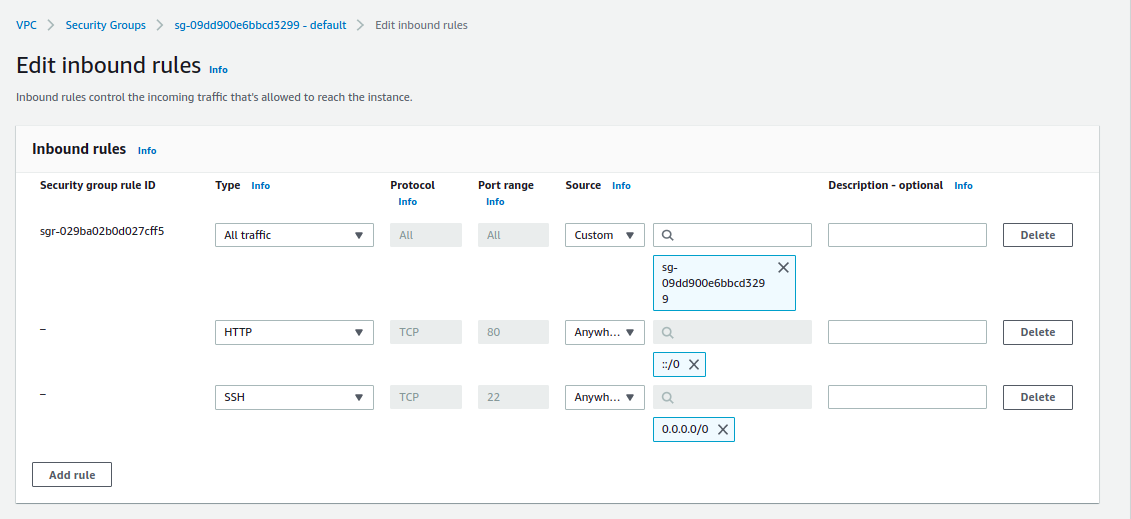 VPC > Security Groups > sg-09dd900e6bbcd3299 - default > Edit inbound rules
Edit inbound rules Info
Inbound rules control the incoming traffic that's allowed to reach the instance.
Inbound rules Info
Security group rule ID Type Info Protocol Port range Source Info Description - optional Info
Info Info
sgr-029ba02b0d027cff5 All traffic All All Custom Delete
sg-
09dd900e6bbcd329
9
– HTTP TCP 80 Anywh... Delete
::/0
– SSH TCP 22 Anywh... Delete
0.0.0.0/0
Add rule